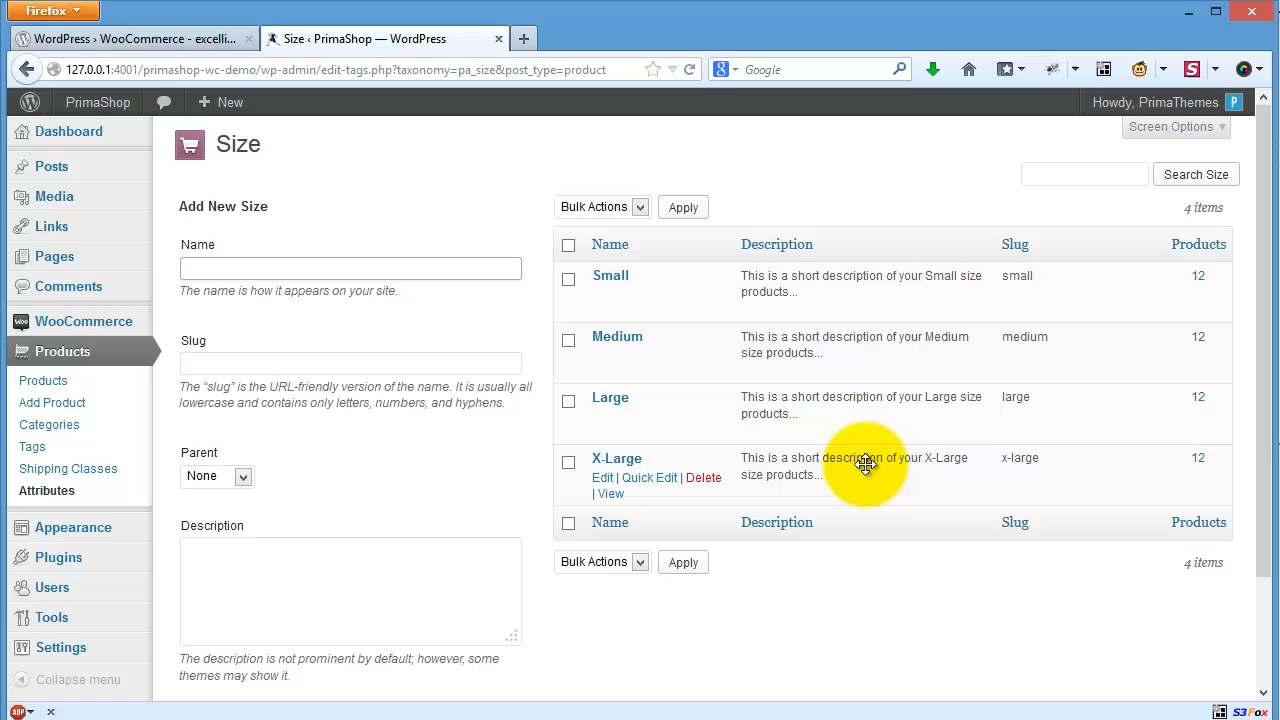 Firefox
WordPress › WooCommerce - excelli...
Size ‹ PrimaShop — WordPress
127.0.0.1:4001/primashop-wc-demo/wp-admin/edit-tags.php?taxonomy=pa_size&post_type=product
Google
PrimaShop
New
Howdy, PrimaThemes
Dashboard
Posts
Media
Links
Pages
Comments
WooCommerce
Products
Products
Add Product
Categories
Tags
Shipping Classes
Attributes
Appearance
Plugins
Users
Tools
Settings
Collapse menu
Screen Options
Size
Search Size
Add New Size
Name
The name is how it appears on your site.
Slug
The “slug” is the URL-friendly version of the name. It is usually all
lowercase and contains only letters, numbers, and hyphens.
Parent
None
Description
The description is not prominent by default; however, some
themes may show it.
Bulk Actions Apply 4 items
Name Description Slug Products
Small This is a short description of your Small size small 12
products...
Medium This is a short description of your Medium medium 12
size products...
Large This is a short description of your Large size large 12
products...
X-Large This is a short description of your X-Large x-large 12
Edit | Quick Edit | Delete size products...
| View
Name Description Slug Products
Bulk Actions Apply 4 items
ABP
S3Fox